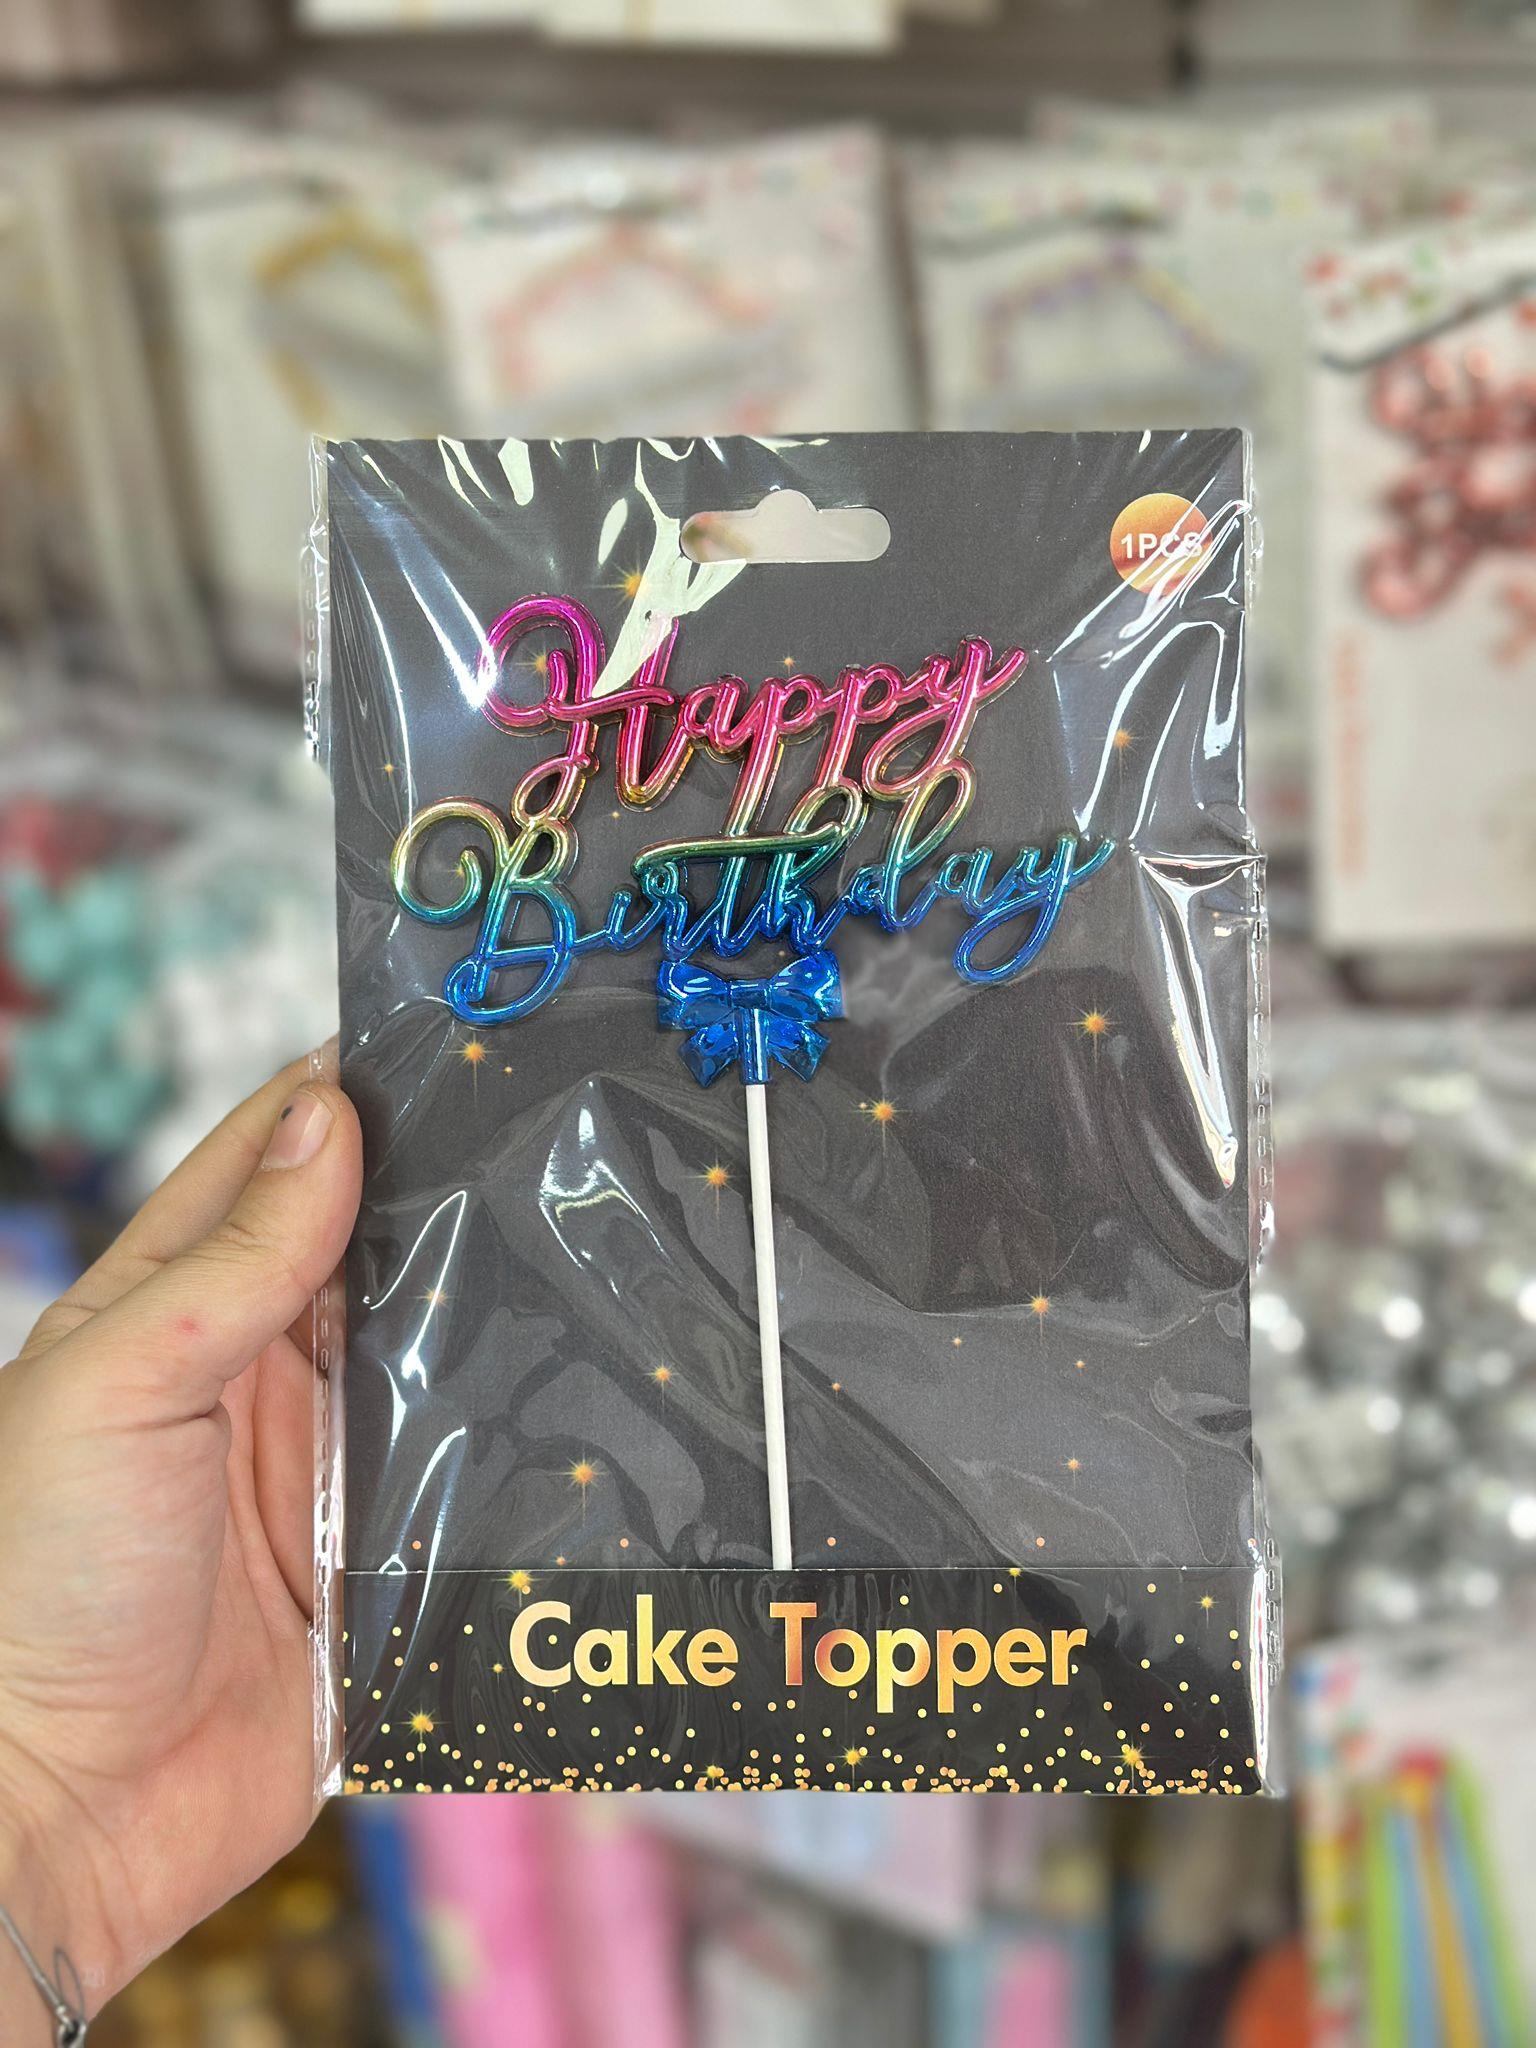 1PCS
Happy
Birthday
Cake Topper